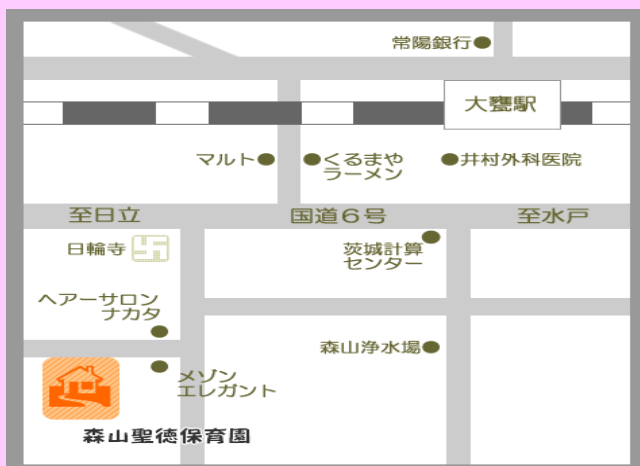 常陽銀行
大甕駅
マルト
くるまや
ラーメン
井村外科医院
至日立
国道６号
至水戸
日輪寺
茨城計算
センター
ヘアーサロン
ナカタ
森山浄水場
メゾン
エレガント
森山聖徳保育園